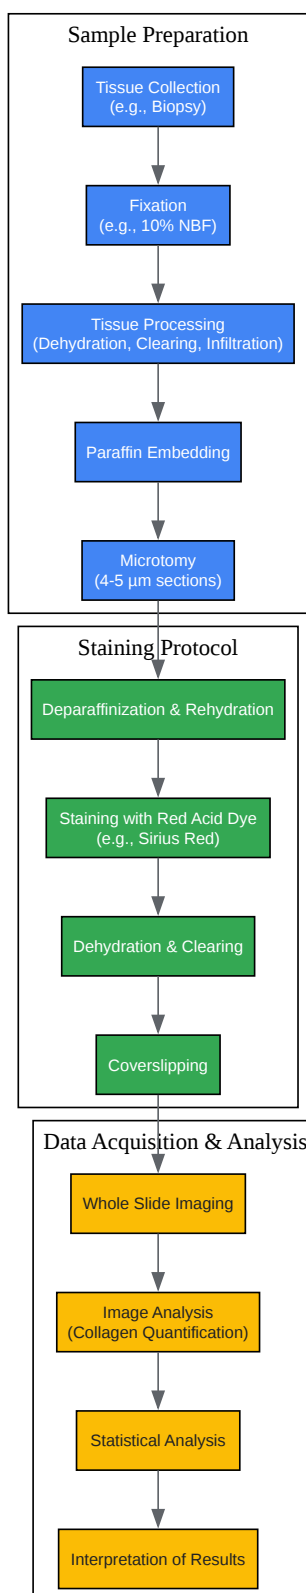 Sample Preparation
Tissue Collection
(e.g., Biopsy)
Fixation
(e.g., 10% NBF)
Tissue Processing
(Dehydration, Clearing, Infiltration)
Paraffin Embedding
Microtomy
(4-5 µm sections)
Staining Protocol
Deparaffinization & Rehydration
Staining with Red Acid Dye
(e.g., Sirius Red)
Dehydration & Clearing
Coverslipping
Data Acquisition & Analysis
Whole Slide Imaging
Image Analysis
(Collagen Quantification)
Statistical Analysis
Interpretation of Results